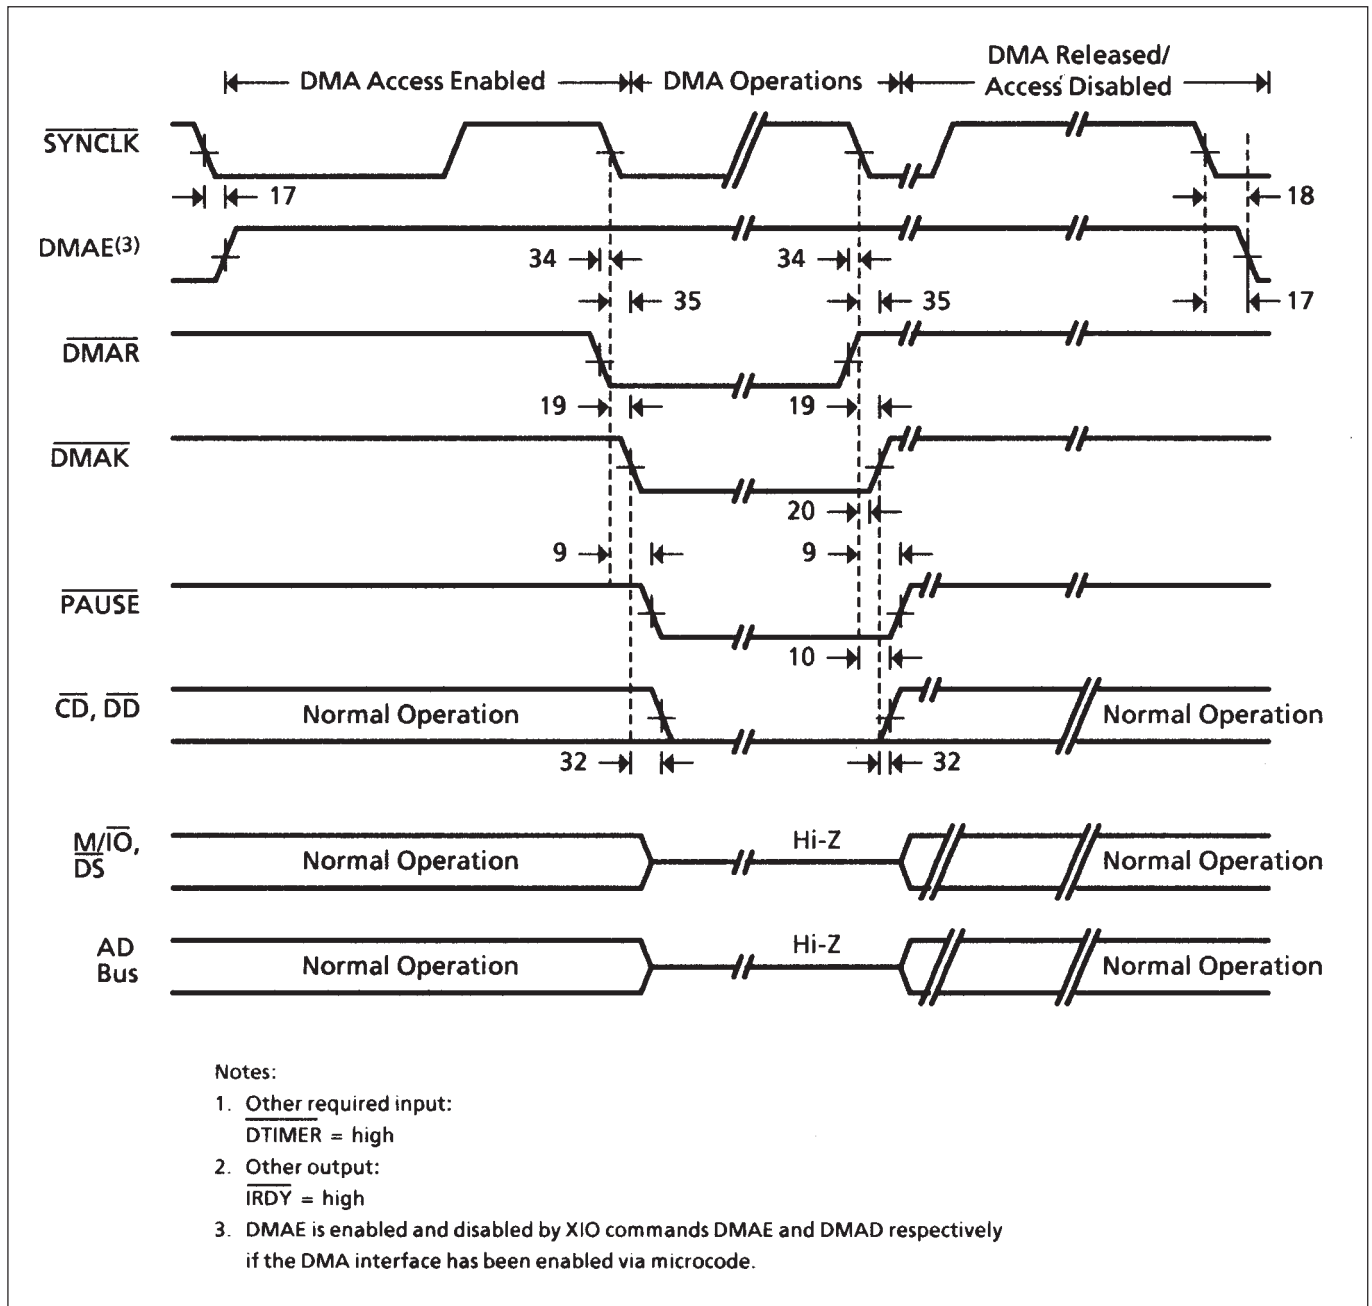 DMA Access Enabled
DMA Operations
DMA Released/
Access Disabled
SYNCLK
17
18
DMAE(3)
34
34
35
35
17
DMAR
19
19
DMAK
20
9
9
PAUSE
10
CD, DD
Normal Operation
Normal Operation
32
32
M/IO,
DS
Normal Operation
Hi-Z
Normal Operation
AD
Bus
Normal Operation
Hi-Z
Normal Operation
Notes:
1. Other required input:
DTIMER = high
2. Other output:
IRDY = high
3. DMAE is enabled and disabled by XIO commands DMAE and DMAD respectively
if the DMA interface has been enabled via microcode.